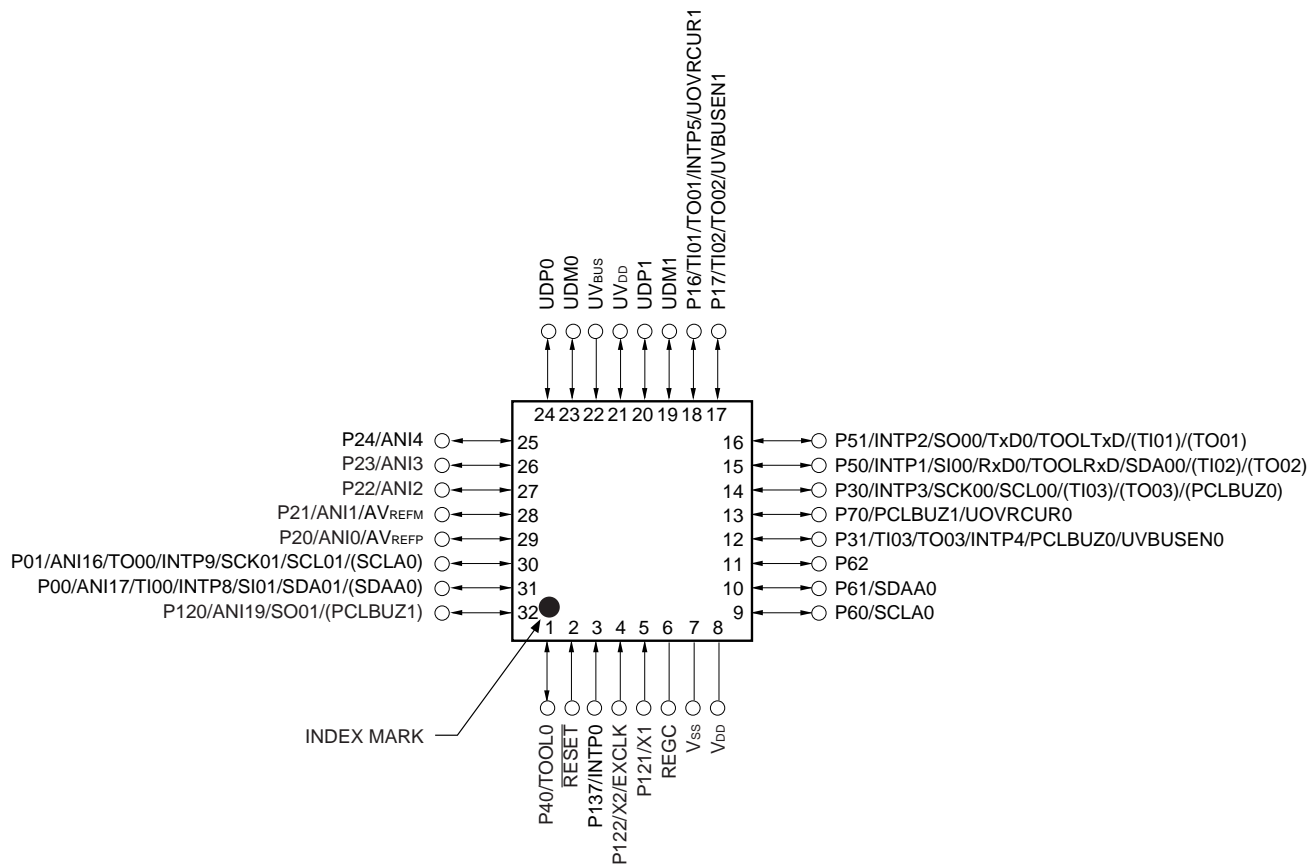 UDP0
UDM0
UVBUS
UVDD
UDP1
UDM1
P16/TI01/TO01/INTP5/UOVRCUR1
P17/TI02/TO02/UVBUSEN1
24 23 22 21 20 19 18 17
P24/ANI4 25
P23/ANI3 26
P22/ANI2 27
P21/ANI1/AVREFM 28
P20/ANI0/AVREFP 29
P01/ANI16/TO00/INTP9/SCK01/SCL01/(SCLA0) 30
P00/ANI17/TI00/INTP8/SI01/SDA01/(SDAA0) 31
P120/ANI19/SO01/(PCLBUZ1) 32
16 P51/INTP2/SO00/TxD0/TOOLTxD/(TI01)/(TO01)
15 P50/INTP1/SI00/RxD0/TOOLRxD/SDA00/(TI02)/(TO02)
14 P30/INTP3/SCK00/SCL00/(TI03)/(TO03)/(PCLBUZ0)
13 P70/PCLBUZ1/UOVRCUR0
12 P31/TI03/TO03/INTP4/PCLBUZ0/UVBUSEN0
11 P62
10 P61/SDAA0
9 P60/SCLA0
1 2 3 4 5 6 7 8
INDEX MARK
P40/TOOL0
RESET
P137/INTP0
P122/X2/EXCLK
P121/X1
REGC
VSS
VDD